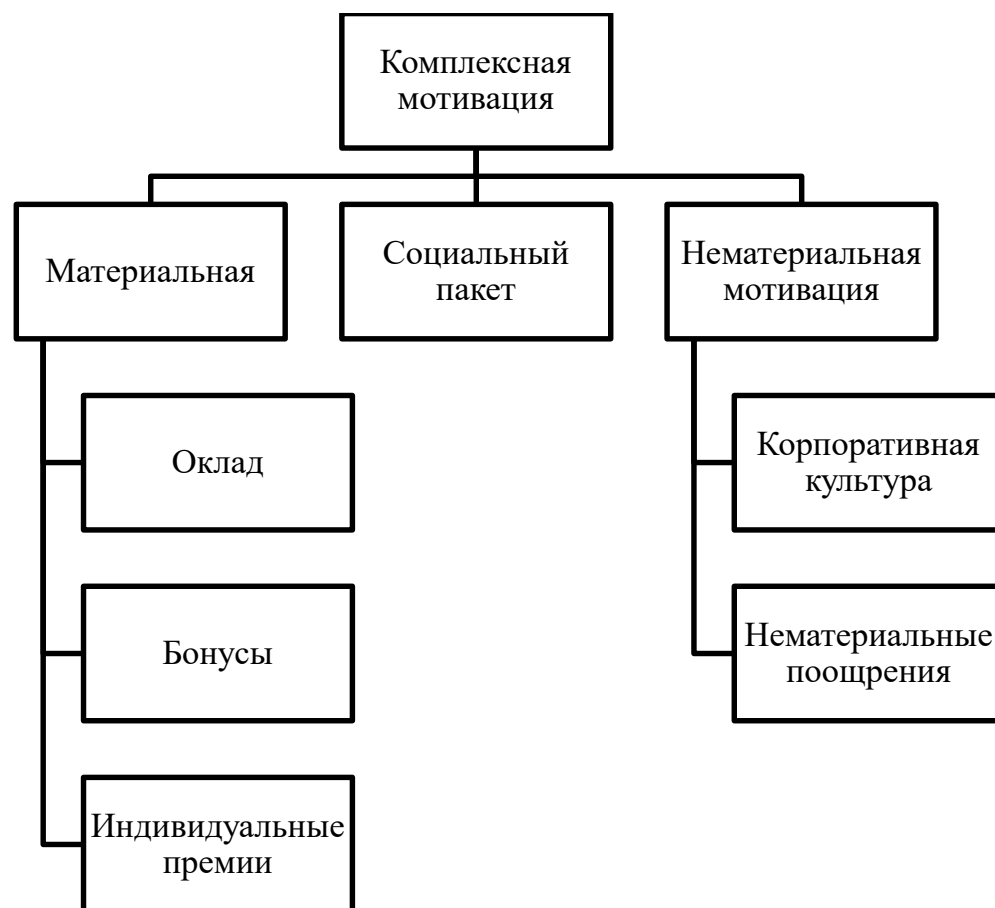 Комплексная
мотивация
Материальная
Социальный
пакет
Нематериальная
мотивация
Оклад
Корпоративная
культура
Бонусы
Нематериальные
поощрения
Индивидуальные
премии